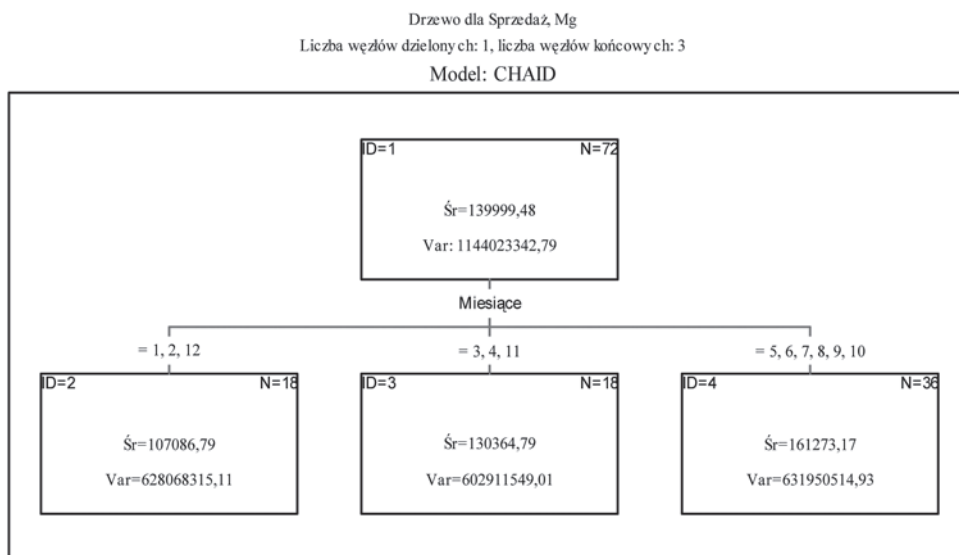 Drzewo dla Sprzedaż, Mg
Liczba węzłów dzielonych: 1, liczba węzłów końcowych: 3
Model: CHAID
ID=1 N=72
Śr=139999,48
Var: 1144023342,79
Miesiące
= 1, 2, 12 = 3, 4, 11 = 5, 6, 7, 8, 9, 10
ID=2 N=18 ID=3 N=18 ID=4 N=36
Śr=107086,79 Śr=130364,79 Śr=161273,17
Var=628068315,11 Var=602911549,01 Var=631950514,93